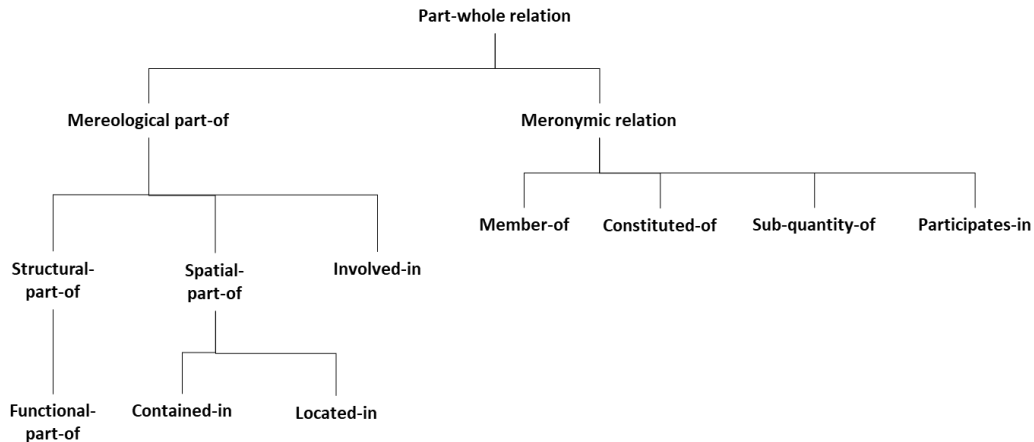 Part-whole relation
Mereological part-of
Meronymic relation
Member-of
Constituted-of
Sub-quantity-of
Participates-in
Structural-
part-of
Spatial-
part-of
Involved-in
Functional-
part-of
Contained-in
Located-in